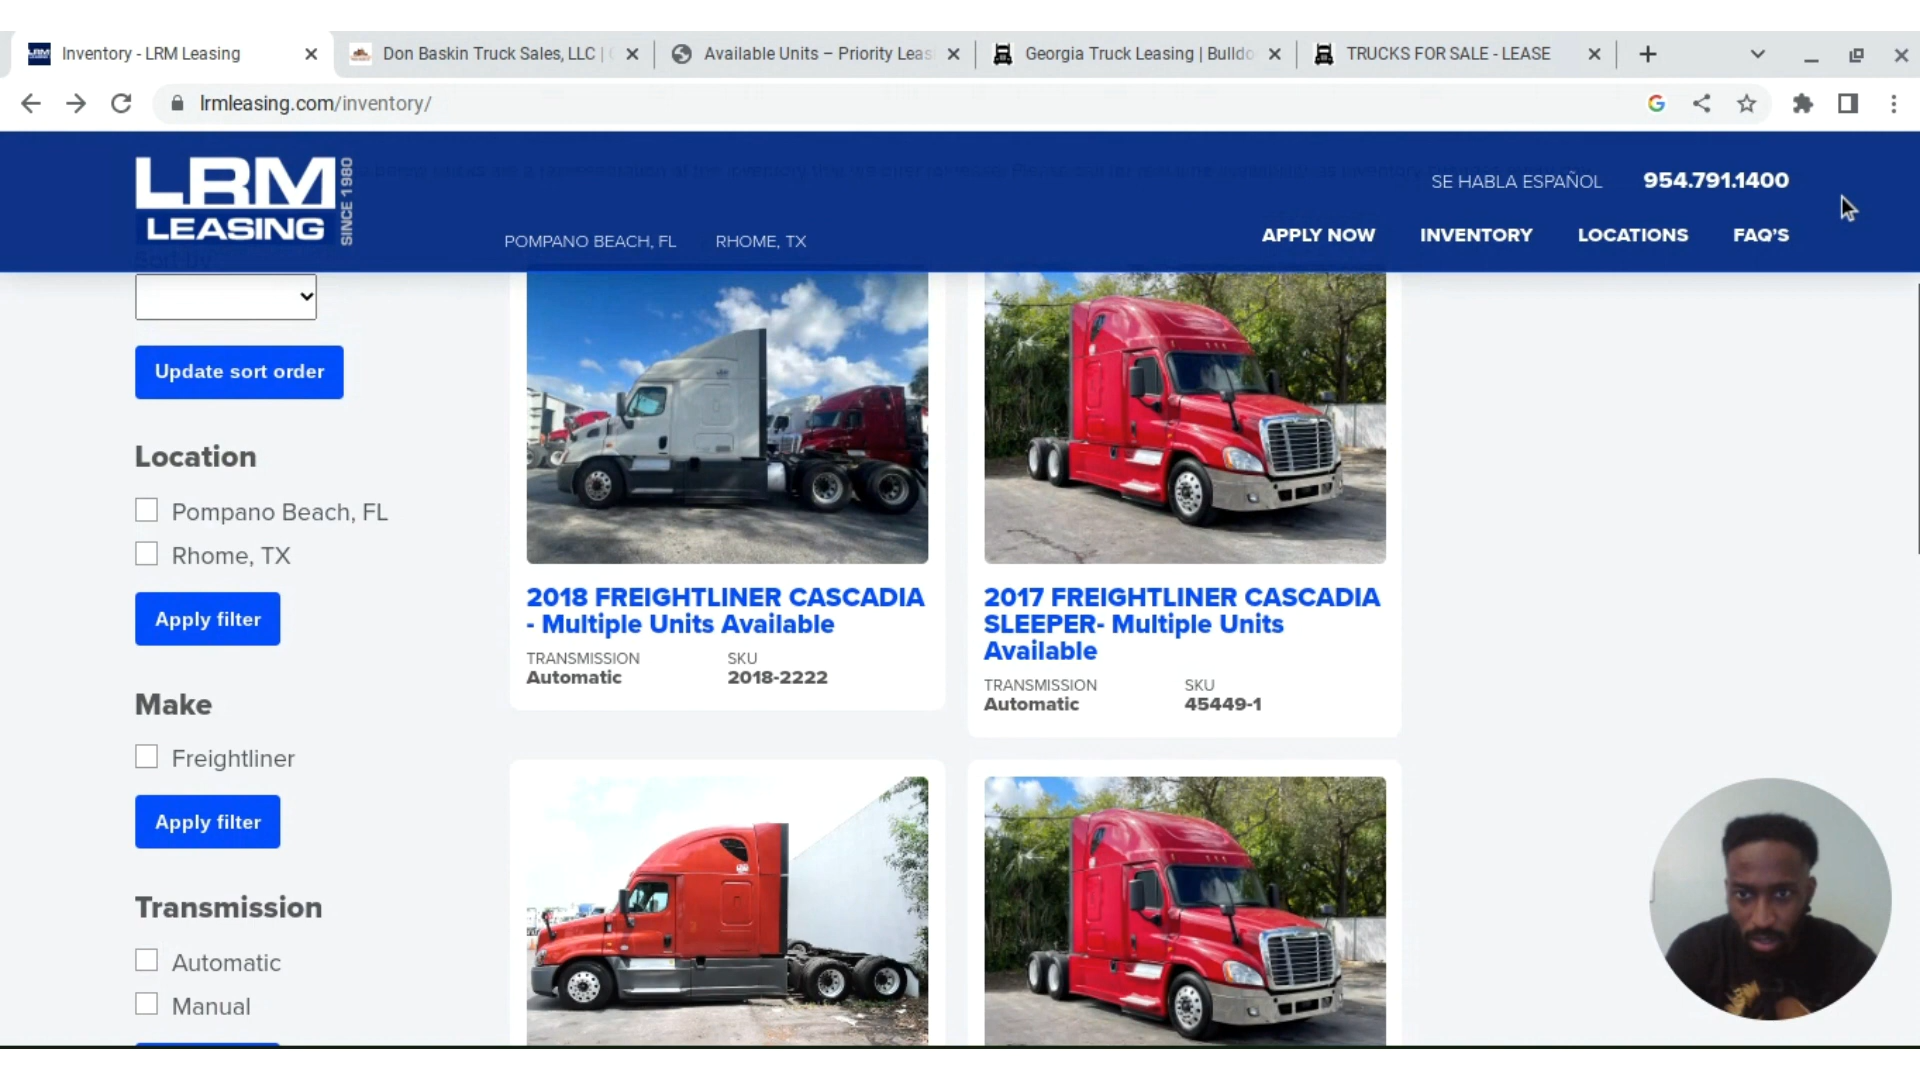 Inventory - LRM Leasing
Don Baskin Truck Sales, LLC |
Available Units – Priority Leas
Georgia Truck Leasing | Bulldo
TRUCKS FOR SALE - LEASE
lrmleasing.com/inventory/
LRM
LEASING
SINCE 1980
SE HABLA ESPAÑOL
954.791.1400
POMPANO BEACH, FL
RHOME, TX
APPLY NOW
INVENTORY
LOCATIONS
FAQ'S
Sort By
Update sort order
Location
Pompano Beach, FL
Rhome, TX
Apply filter
Make
Freightliner
Apply filter
Transmission
Automatic
Manual
2018 FREIGHTLINER CASCADIA
- Multiple Units Available
TRANSMISSION
SKU
Automatic
2018-2222
2017 FREIGHTLINER CASCADIA
SLEEPER- Multiple Units
Available
TRANSMISSION
SKU
Automatic
45449-1